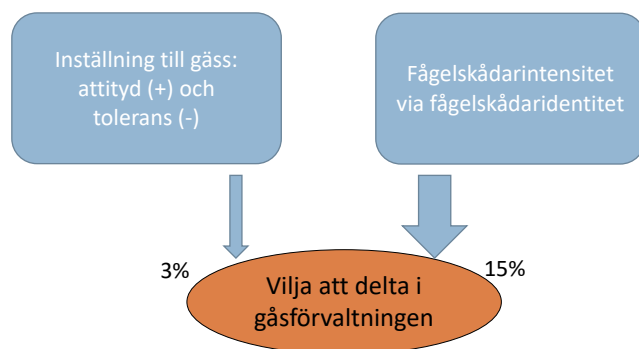 Inställning till gäss:
attityd (+) och
tolerans (-)
Fågelskådarintensitet
via fågelskådaridentitet
3%
15%
Vilja att delta i
gåsförvaltningen